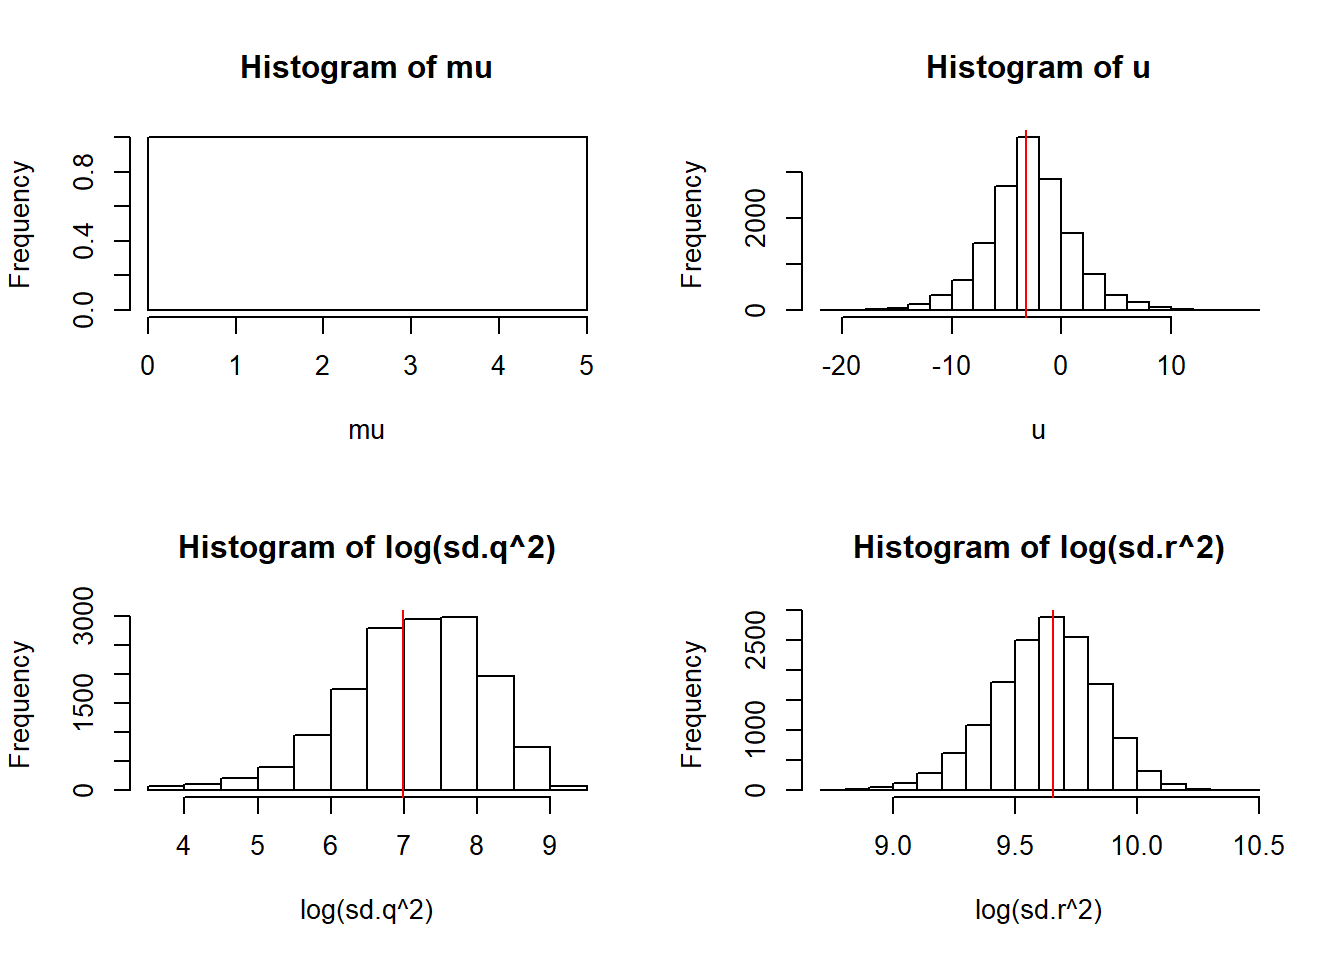 Histogram of mu
Frequency
0.0 0.4 0.8
0 1 2 3 4 5
mu
Histogram of u
Frequency
0 2000
-20 -10 0 10
u
Histogram of log(sd.q^2)
Frequency
0 1500 3000
4 5 6 7 8 9
log(sd.q^2)
Histogram of log(sd.r^2)
Frequency
0 1000 2500
9.0 9.5 10.0 10.5
log(sd.r^2)